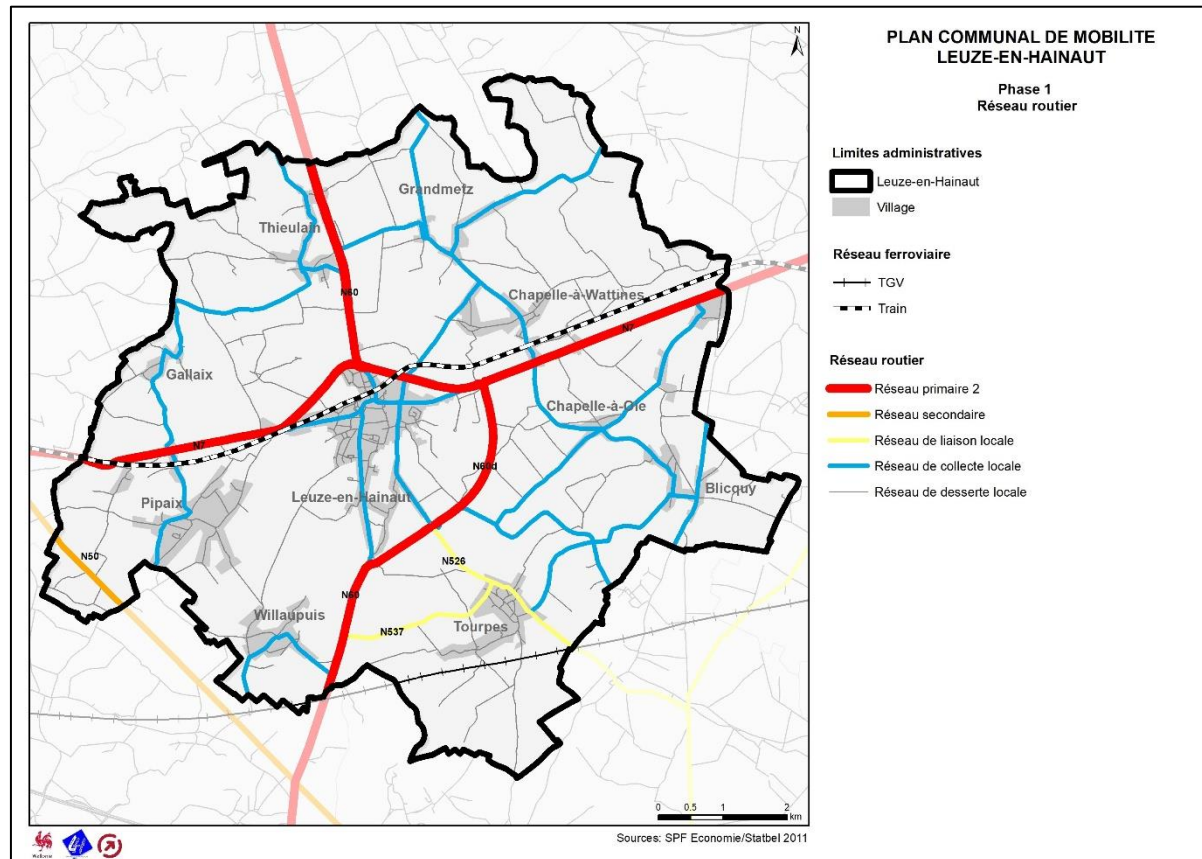 PLAN COMMUNAL DE MOBILITE
LEUZE-EN-HAINAUT
Phase 1
Réseau routier
Limites administratives
Leuze-en-Hainaut
Village
Réseau ferroviaire
TGV
Train
Réseau routier
Réseau primaire 2
Réseau secondaire
Réseau de liaison locale
Réseau de collecte locale
Réseau de desserte locale
N
Grandmetz
Thieulain
N60
Chapelle-à-Wattines
N7
Gallaix
Chapelle-à-Oie
N7
N60d
Leuze-en-Hainaut
Blicquy
Pipaix
N50
N526
N60
Willaupuis
N537
Tourpes
0 0.5 1 2
km
Sources: SPF Economie/Statbel 2011
Wallonie